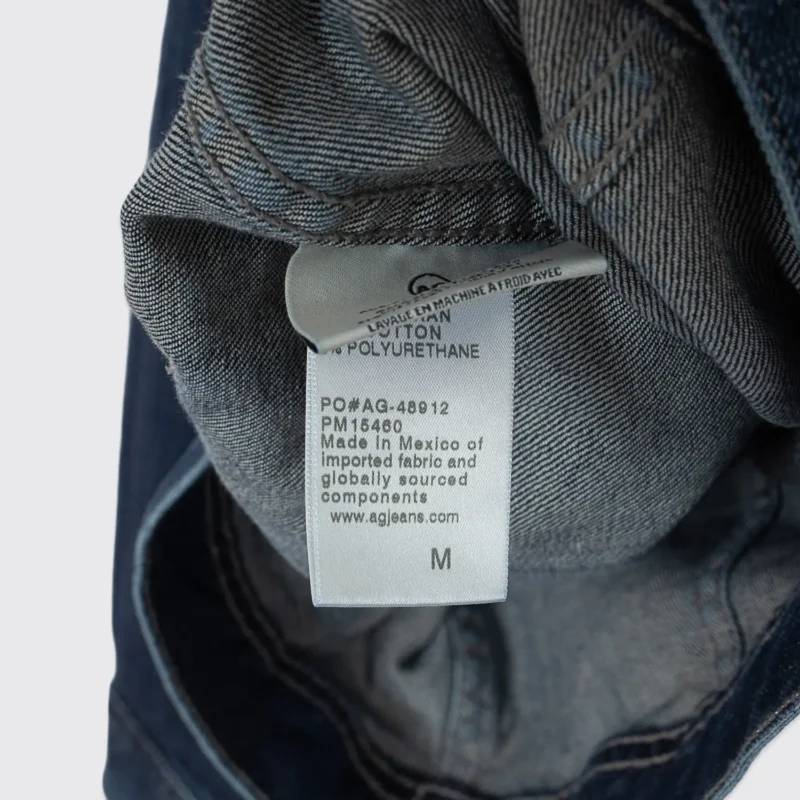 AG
LAVAGE EN MACHINE A FROID AVEC
POLYURETHANE
PO#AG-48912
PM15460
Made in Mexico of
imported fabric and
globally sourced
components
www.agjeans.com
M